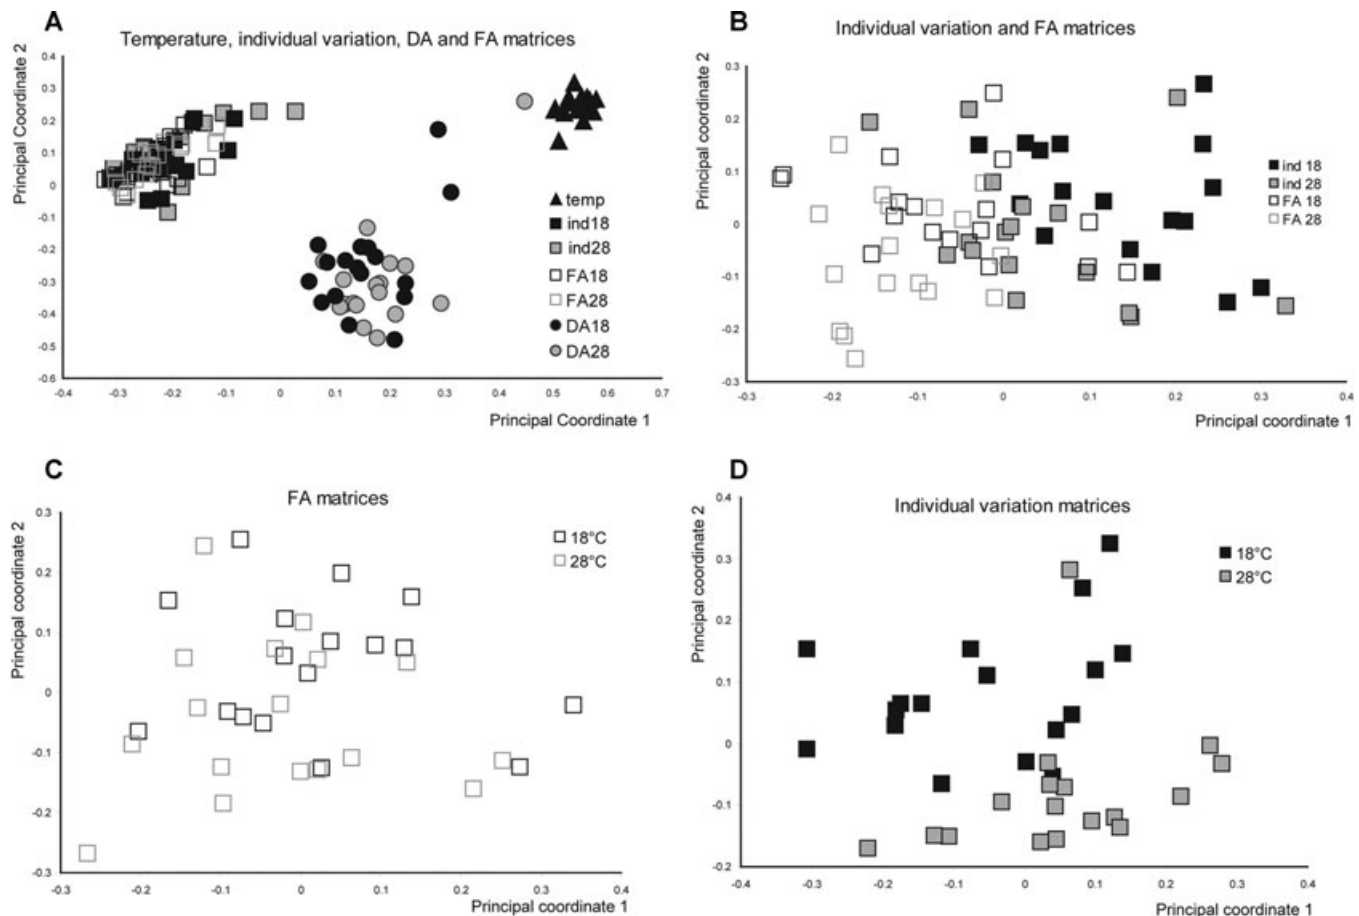 A
Temperature, individual variation, DA and FA matrices
Principal Coordinate 2
0.4
0.3
0.2
0.1
0
-0.1
-0.2
-0.3
-0.4
-0.5
-0.6
-0.4
-0.3
-0.2
-0.1
0
0.1
0.2
0.3
0.4
0.5
0.6
0.7
Principal Coordinate 1
temp
ind18
ind28
FA18
FA28
DA18
DA28
B
Individual variation and FA matrices
Principal coordinate 2
0.3
0.2
0.1
0
-0.1
-0.2
-0.3
-0.3
-0.2
-0.1
0
0.1
0.2
0.3
0.4
Principal coordinate 1
ind 18
ind 28
FA 18
FA 28
C
FA matrices
Principal coordinate 2
0.3
0.2
0.1
0
-0.1
-0.2
-0.3
-0.3
-0.2
-0.1
0
0.1
0.2
0.3
0.4
Principal coordinate 1
18°C
28°C
D
Individual variation matrices
Principal coordinate 2
0.4
0.3
0.2
0.1
0
-0.1
-0.2
-0.4
-0.3
-0.2
-0.1
0
0.1
0.2
0.3
0.4
Principal coordinate 1
18°C
28°C